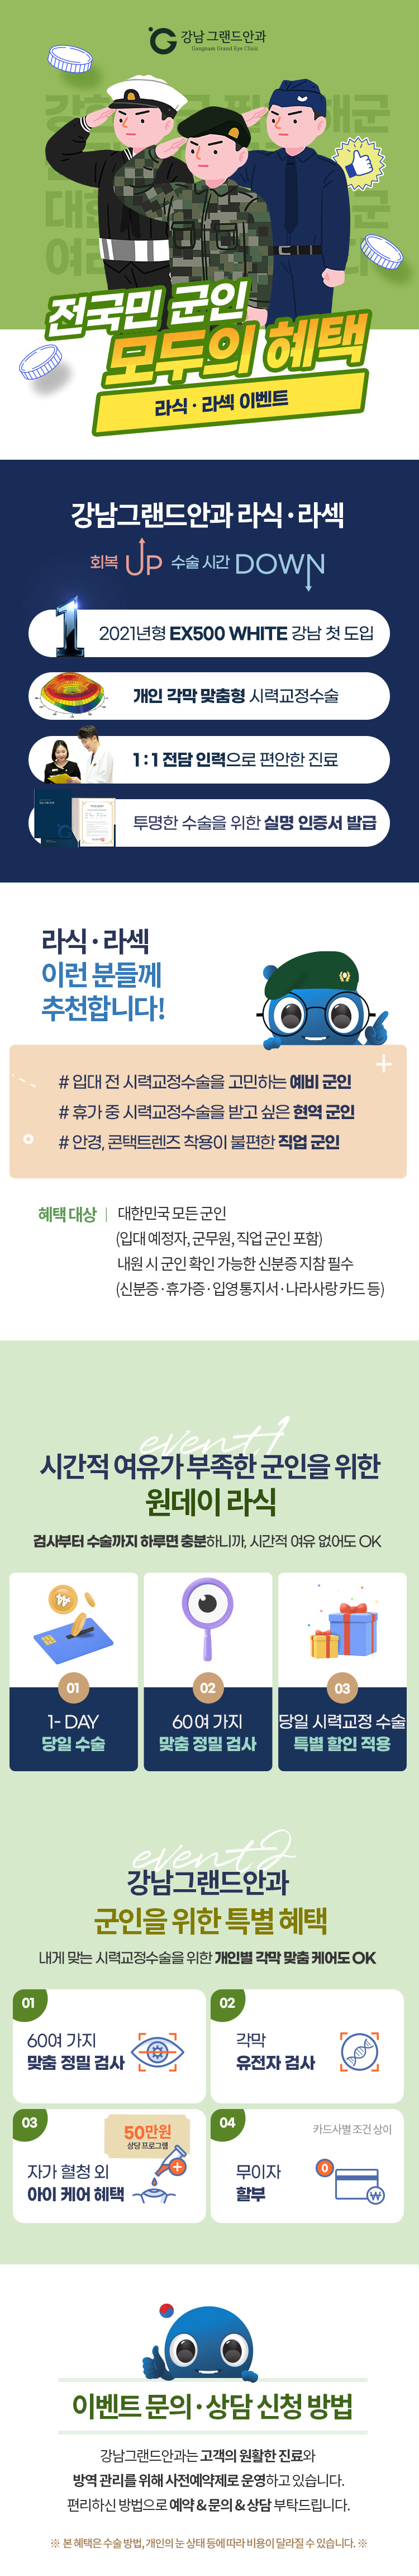 강남 그랜드안과
Gangnam Grand Eye Clinic
전국민 군인
모두의 혜택
라식 · 라섹 이벤트
강남그랜드안과 라식 · 라섹
회복 UP 수술 시간 DOWN
1
2021년형 EX500 WHITE 강남 첫 도입
개인 각막 맞춤형 시력교정수술
1 : 1 전담 인력으로 편안한 진료
투명한 수술을 위한 실명 인증서 발급
라식 · 라섹
이런 분들께
추천합니다!
# 입대 전 시력교정수술을 고민하는 예비 군인
# 휴가 중 시력교정수술을 받고 싶은 현역 군인
# 안경, 콘택트렌즈 착용이 불편한 직업 군인
혜택 대상 | 대한민국 모든 군인
(입대 예정자, 군무원, 직업 군인 포함)
내원 시 군인 확인 가능한 신분증 지참 필수
(신분증 · 휴가증 · 입영통지서 · 나라사랑카드 등)
event1
시간적 여유가 부족한 군인을 위한
원데이 라식
검사부터 수술까지 하루면 충분하니까, 시간적 여유 없어도 OK
01
1- DAY
당일 수술
02
60여 가지
맞춤 정밀 검사
03
당일 시력교정 수술
특별 할인 적용
event2
강남그랜드안과
군인을 위한 특별 혜택
내게 맞는 시력교정수술을 위한 개인별 각막 맞춤 케어도 OK
01
60여 가지
맞춤 정밀 검사
02
각막
유전자 검사
03
50만원
상당 프로그램
자가 혈청 외
아이 케어 혜택
04
카드사별 조건 상이
무이자
할부
0
₩
이벤트 문의 · 상담 신청 방법
강남그랜드안과는 고객의 원활한 진료와
방역 관리를 위해 사전예약제로 운영하고 있습니다.
편리하신 방법으로 예약 & 문의 & 상담 부탁드립니다.
※ 본 혜택은 수술 방법, 개인의 눈 상태 등에 따라 비용이 달라질 수 있습니다. ※